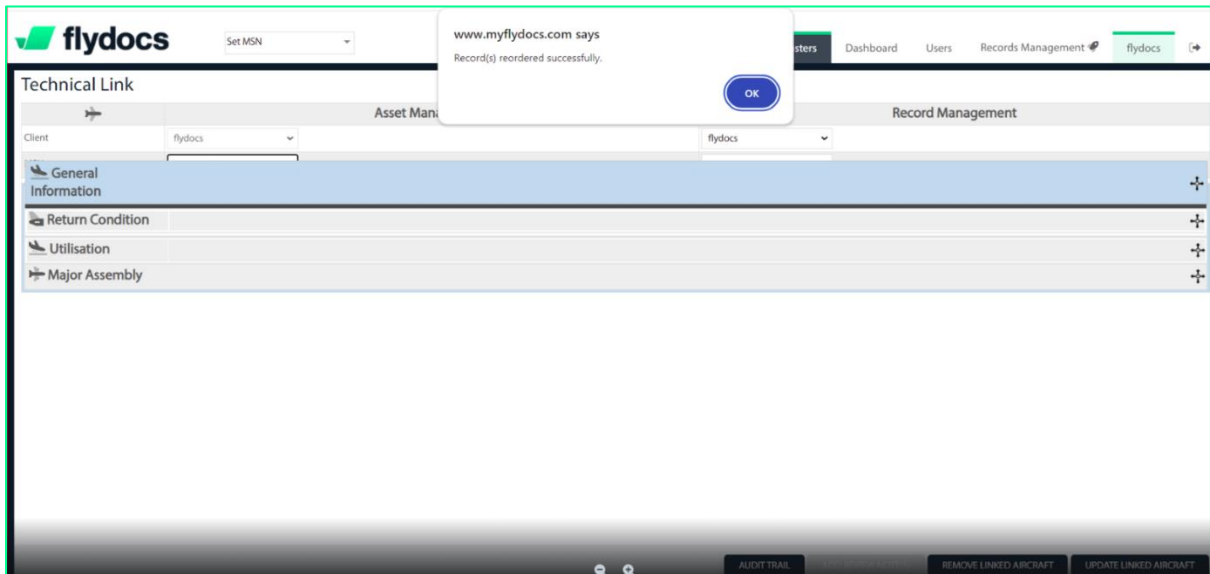 flydocs
Set MSN
www.myflydocs.com says
Record(s) reordered successfully.
OK
sters
Dashboard
Users
Records Management
flydocs
Technical Link
Asset Mana
Record Management
Client
flydocs
flydocs
General
Information
Return Condition
Utilisation
Major Assembly
AUDIT TRAIL
REMOVE LINKED AIRCRAFT
UPDATE LINKED AIRCRAFT